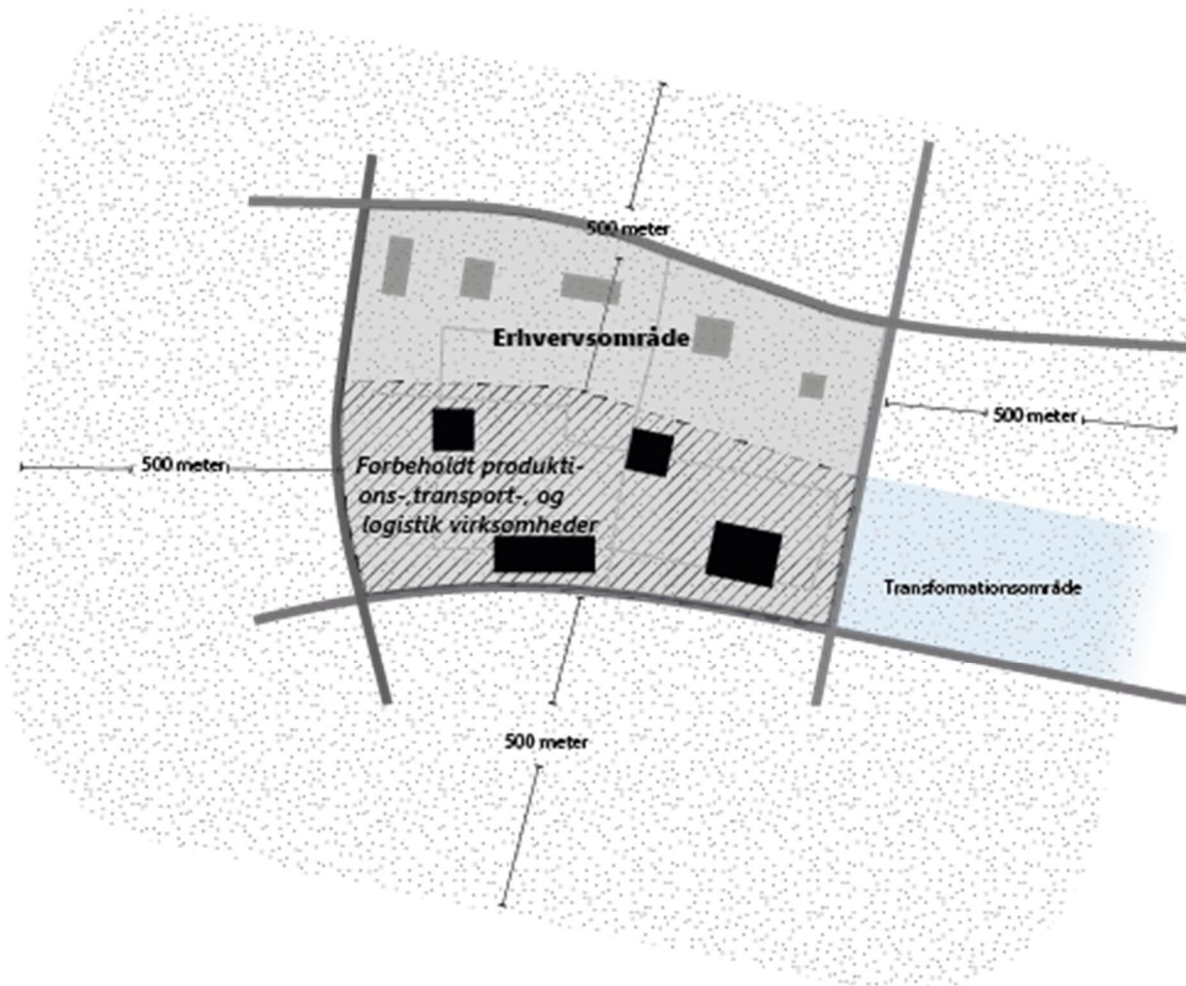 500 meter
Erhvervsområde
500 meter
500 meter
Forbeholdt produkti-
ons-,transport-, og
logistik virksomheder
Transformationsområde
500 meter